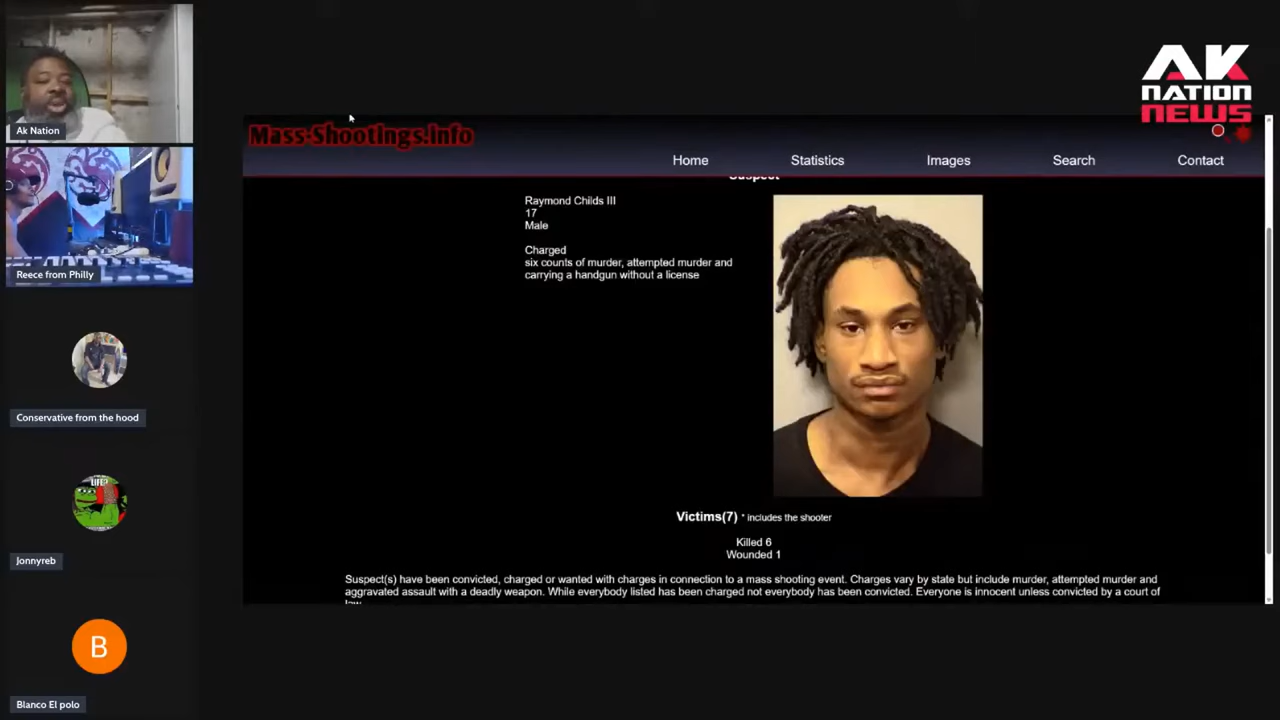 Ak Nation
Reece from Philly
Conservative from the hood
LIFE?
Jonnyreb
B
Blanco El polo
AK
NATION
NEWS
Mass-Shootings.info
Home
Statistics
Images
Search
Contact
Suspect
Raymond Childs III
17
Male
Charged
six counts of murder, attempted murder and
carrying a handgun without a license
Victims(7) * includes the shooter
Killed 6
Wounded 1
Suspect(s) have been convicted, charged or wanted with charges in connection to a mass shooting event. Charges vary by state but include murder, attempted murder and
aggravated assault with a deadly weapon. While everybody listed has been charged not everybody has been convicted. Everyone is innocent unless convicted by a court of
law.